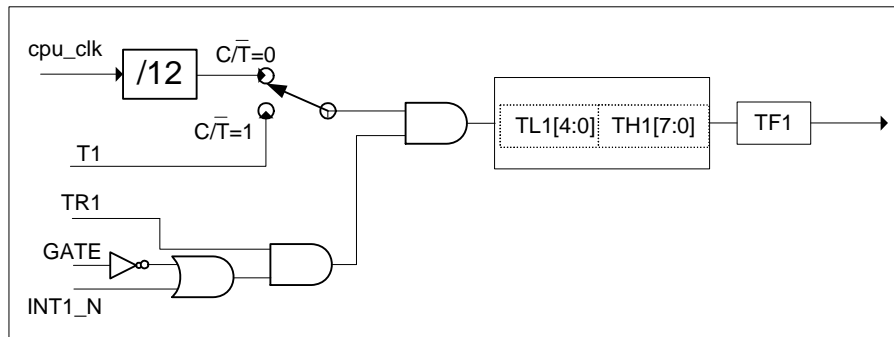 cpu_clk
/12
C/T̅=0
C/T̅=1
T1
TR1
GATE
INT1_N
TL1[4:0] TH1[7:0]
TF1